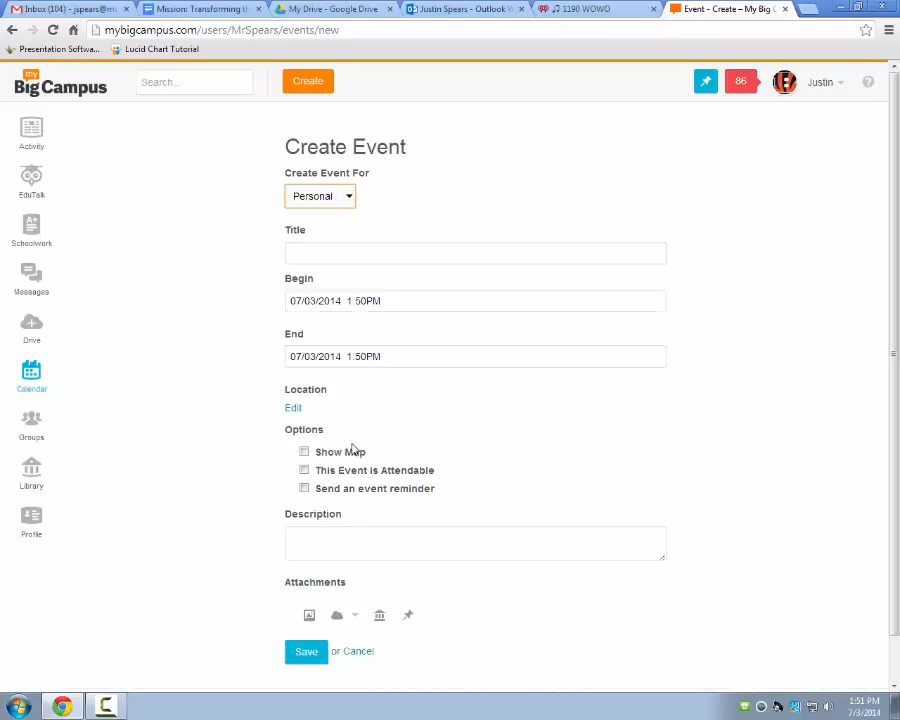 Inbox (104) - jspears@m
Mission: Transforming th
My Drive - Google Drive
Justin Spears - Outlook W
1190 WOWO
Event - Create – My Big C
mybigcampus.com/users/MrSpears/events/new
Presentation Softwa...
Lucid Chart Tutorial
my
BigCampus
Search...
Create
86
Justin
?
Activity
EduTalk
Schoolwork
Messages
Drive
Calendar
Groups
Library
Profile
Create Event
Create Event For
Personal
Title
Begin
07/03/2014 1:50PM
End
07/03/2014 1:50PM
Location
Edit
Options
Show Map
This Event is Attendable
Send an event reminder
Description
Attachments
Save or Cancel
1:51 PM
7/3/2014